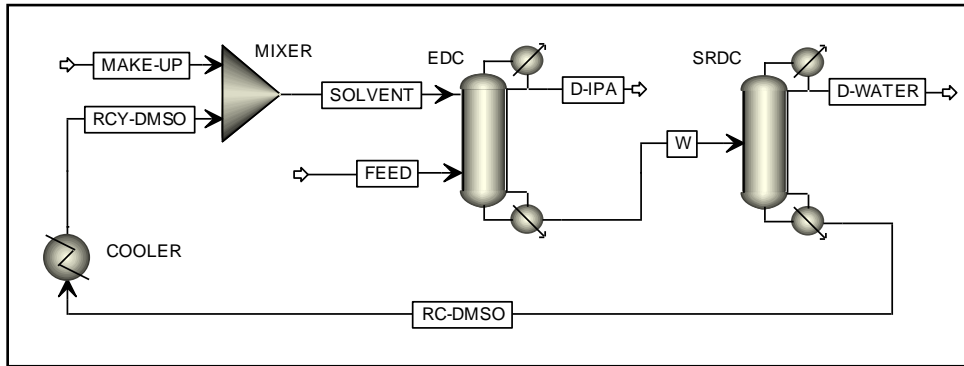 MAKE-UP
MIXER
RCY-DMSO
SOLVENT
EDC
D-IPA
FEED
SRDC
D-WATER
W
COOLER
RC-DMSO